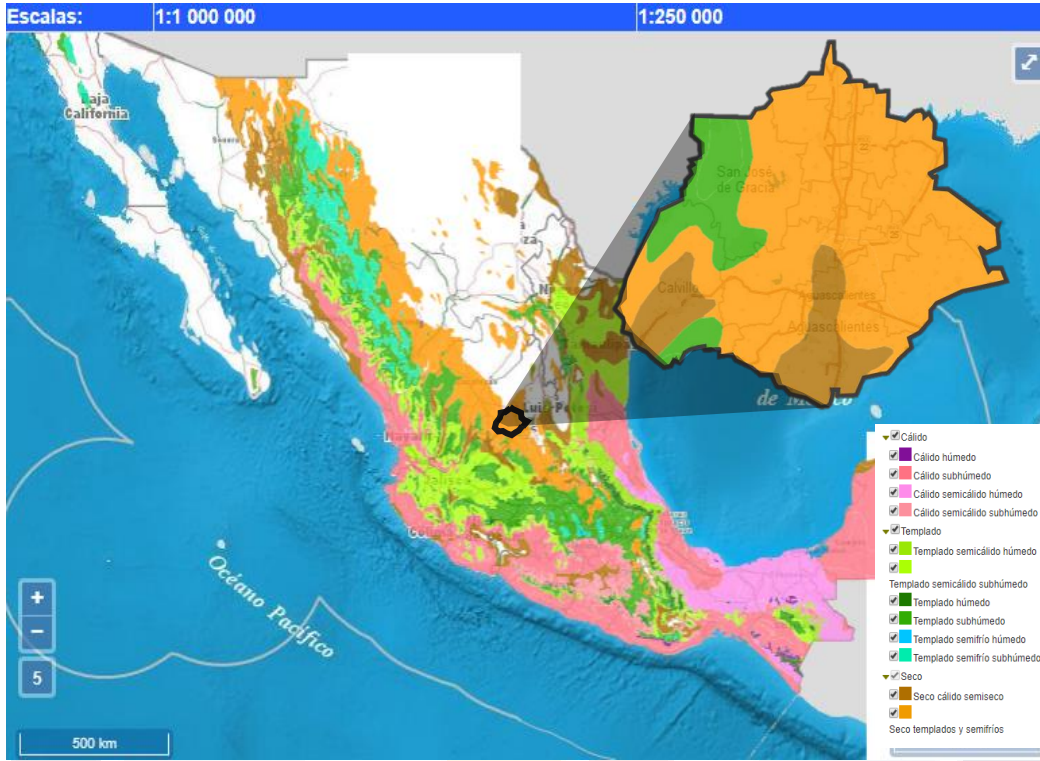 Escalas:
1:1 000 000
1:250 000
Baja
California
Océano Pacífico
Golfo de California
Nayarit
Jalisco
San José
de Gracia
Calvillo
Aguascalientes
Aguascalientes
de México
+
−
5
500 km
Cálido
Cálido húmedo
Cálido subhúmedo
Cálido semicálido húmedo
Cálido semicálido subhúmedo
Templado
Templado semicálido húmedo
Templado semicálido subhúmedo
Templado húmedo
Templado subhúmedo
Templado semifrío húmedo
Templado semifrío subhúmedo
Seco
Seco cálido semiseco
Seco templados y semifríos